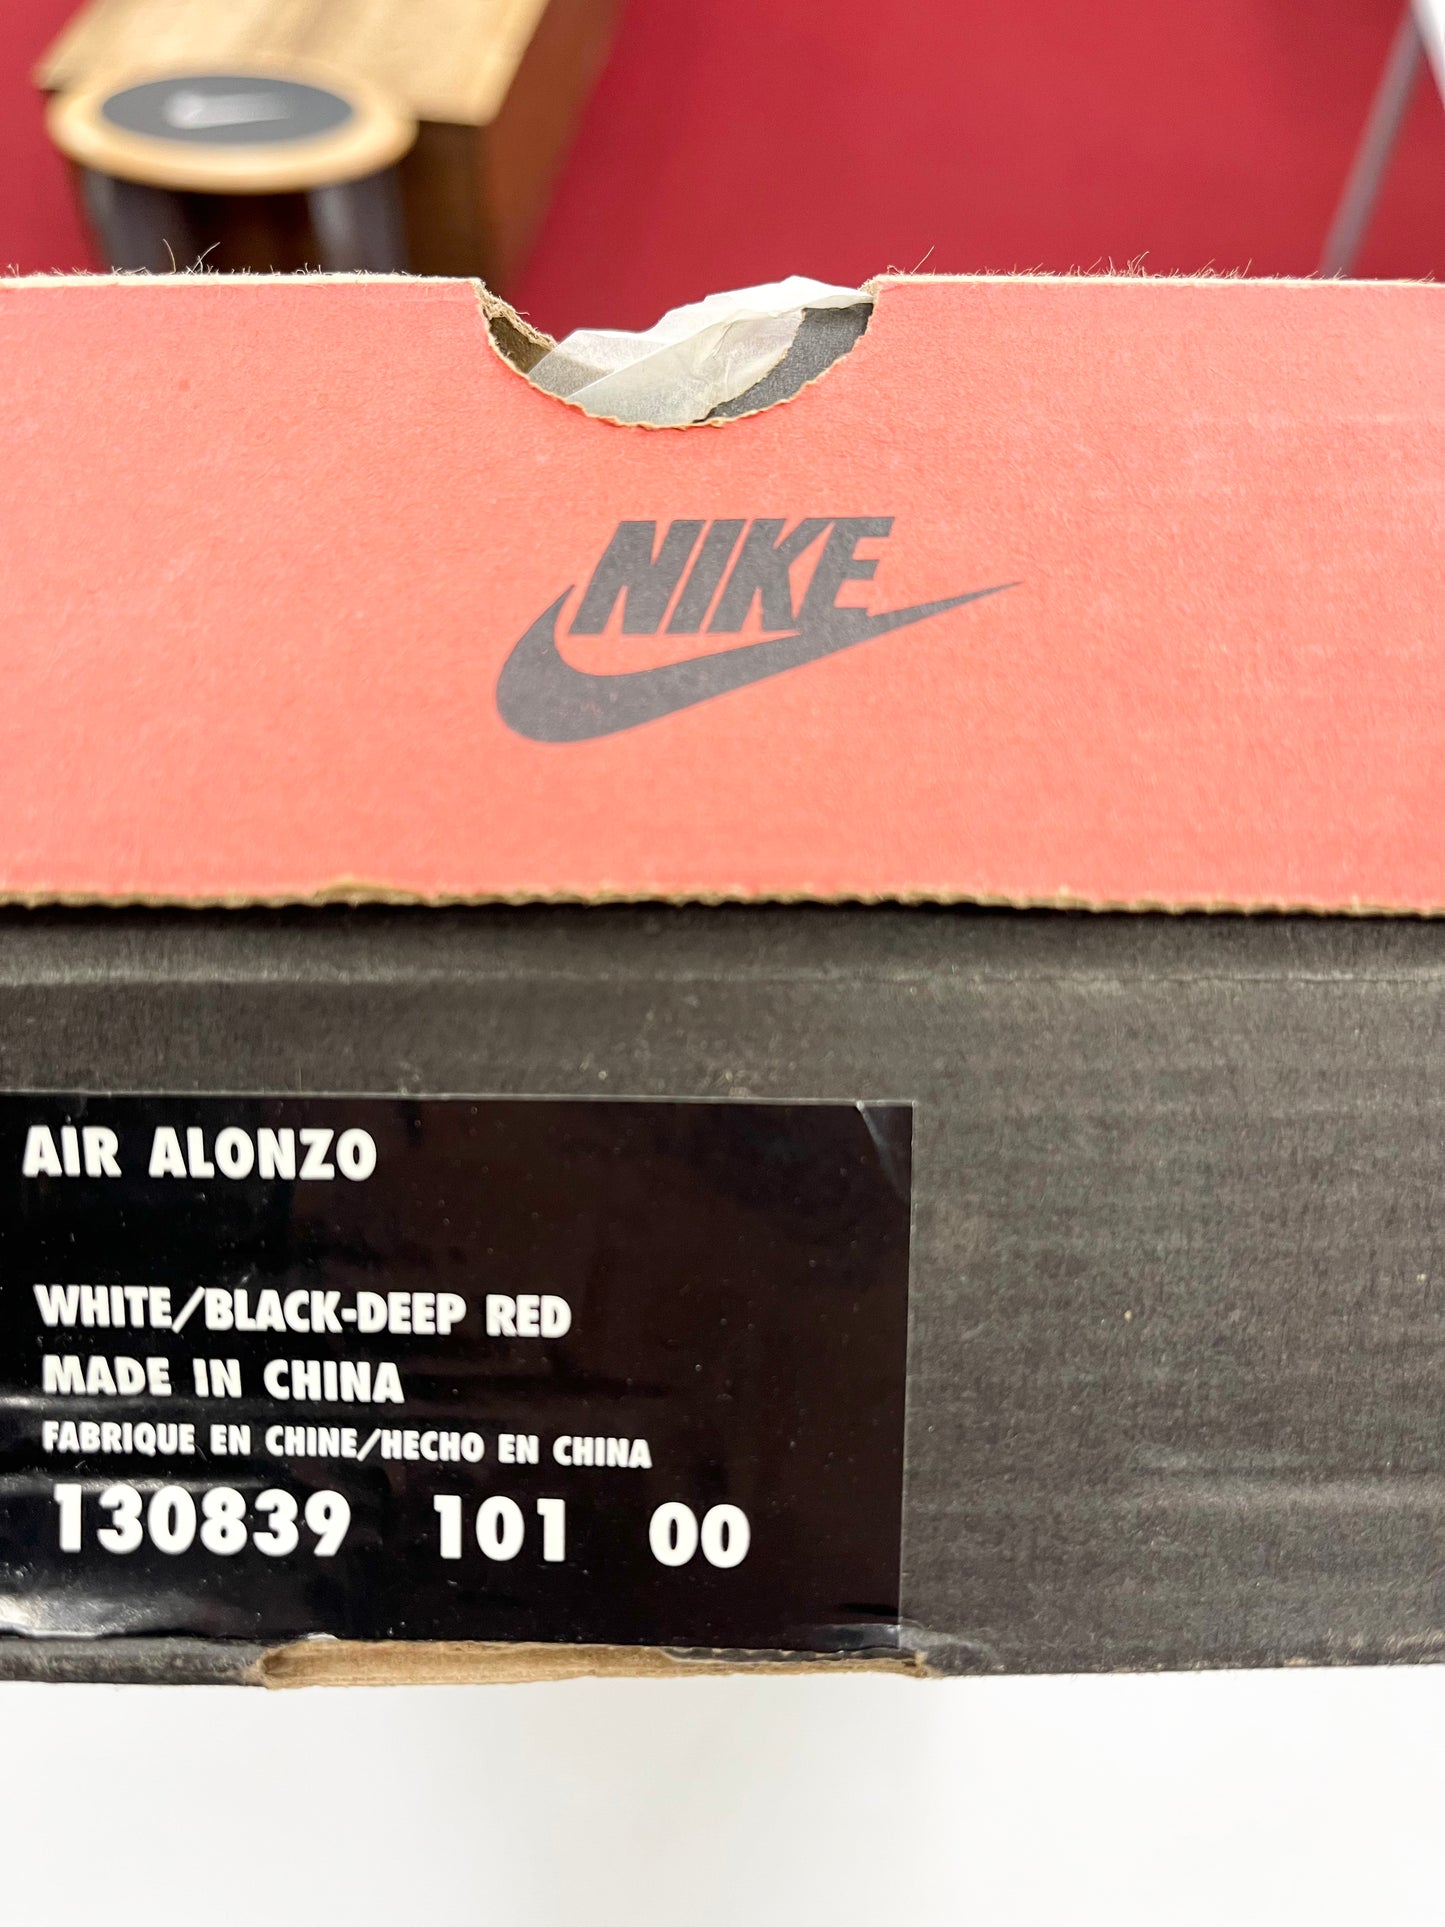 NIKE
AIR ALONZO
WHITE/BLACK-DEEP RED
MADE IN CHINA
FABRIQUE EN CHINE/HECHO EN CHINA
130839 101 00